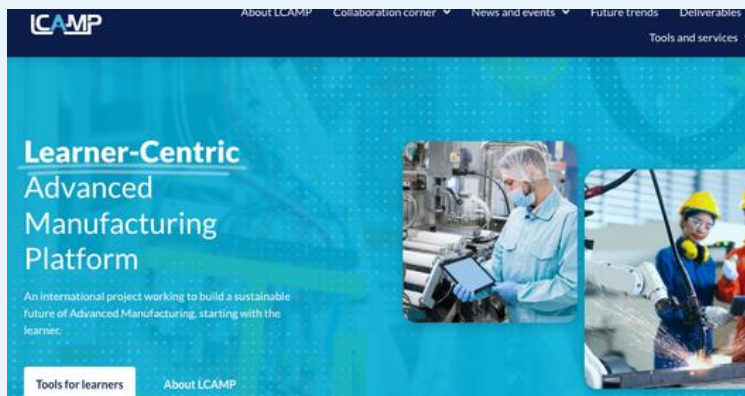 LCAMP
About LCAMP Collaboration corner News and events Future trends Deliverables
Tools and services
Learner-Centric
Advanced
Manufacturing
Platform
An international project working to build a sustainable
future of Advanced Manufacturing, starting with the
learner.
Tools for learners About LCAMP